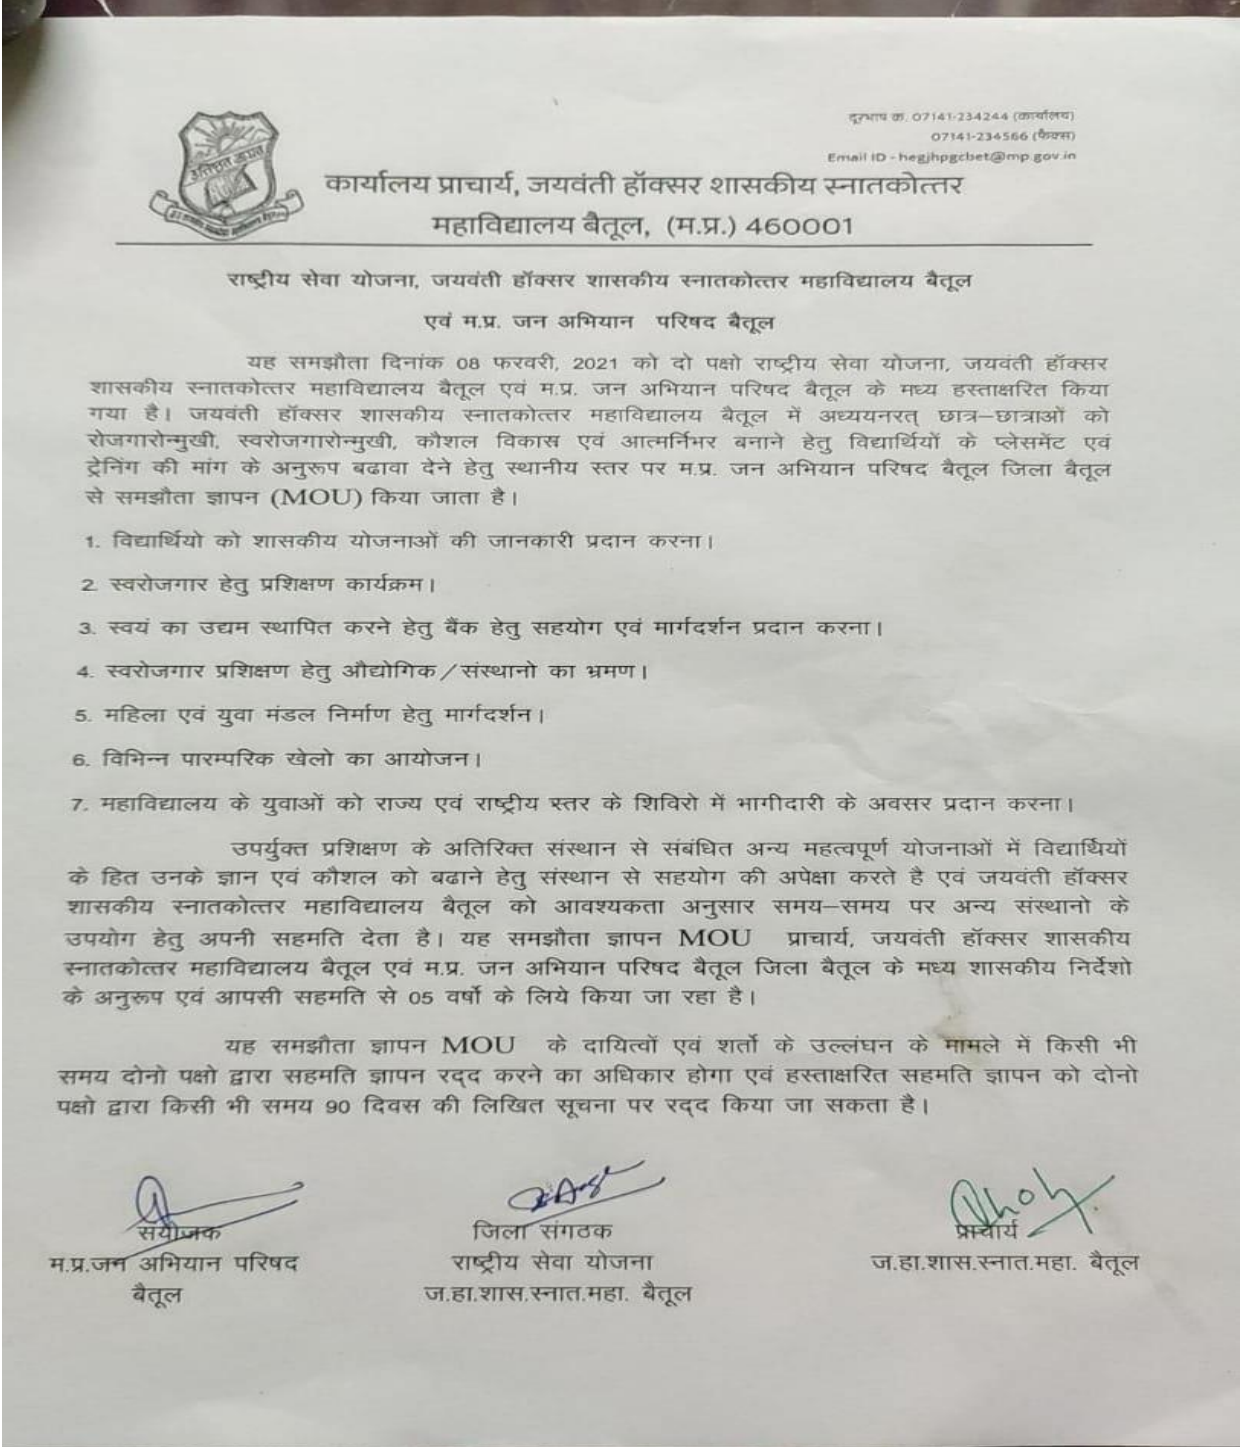 दूरभाष क्र. 07141-234244 (कार्यालय)
07141-234566 (फैक्स)
Email ID - hegjhpgcbet@mp.gov.in
कार्यालय प्राचार्य, जयवंती हॉक्सर शासकीय स्नातकोत्तर
महाविद्यालय बैतूल, (म.प्र.) 460001
राष्ट्रीय सेवा योजना, जयवंती हॉक्सर शासकीय स्नातकोत्तर महाविद्यालय बैतूल
एवं म.प्र. जन अभियान परिषद बैतूल
यह समझौता दिनांक 08 फरवरी, 2021 को दो पक्षो राष्ट्रीय सेवा योजना, जयवंती हॉक्सर
शासकीय स्नातकोत्तर महाविद्यालय बैतूल एवं म.प्र. जन अभियान परिषद बैतूल के मध्य हस्ताक्षरित किया
गया है। जयवंती हॉक्सर शासकीय स्नातकोत्तर महाविद्यालय बैतूल में अध्ययनरत् छात्र–छात्राओं को
रोजगारोन्मुखी, स्वरोजगारोन्मुखी, कौशल विकास एवं आत्मर्निभर बनाने हेतु विद्यार्थियों के प्लेसमेंट एवं
ट्रेनिंग की मांग के अनुरूप बढावा देने हेतु स्थानीय स्तर पर म.प्र. जन अभियान परिषद बैतूल जिला बैतूल
से समझौता ज्ञापन (MOU) किया जाता है।
1. विद्यार्थियो को शासकीय योजनाओं की जानकारी प्रदान करना।
2. स्वरोजगार हेतु प्रशिक्षण कार्यक्रम।
3. स्वयं का उद्यम स्थापित करने हेतु बैंक हेतु सहयोग एवं मार्गदर्शन प्रदान करना।
4. स्वरोजगार प्रशिक्षण हेतु औद्योगिक/संस्थानो का भ्रमण।
5. महिला एवं युवा मंडल निर्माण हेतु मार्गदर्शन।
6. विभिन्न पारम्परिक खेलो का आयोजन।
7. महाविद्यालय के युवाओं को राज्य एवं राष्ट्रीय स्तर के शिविरो में भागीदारी के अवसर प्रदान करना।
उपर्युक्त प्रशिक्षण के अतिरिक्त संस्थान से संबंधित अन्य महत्वपूर्ण योजनाओं में विद्यार्थियों
के हित उनके ज्ञान एवं कौशल को बढाने हेतु संस्थान से सहयोग की अपेक्षा करते है एवं जयवंती हॉक्सर
शासकीय स्नातकोत्तर महाविद्यालय बैतूल को आवश्यकता अनुसार समय–समय पर अन्य संस्थानो के
उपयोग हेतु अपनी सहमति देता है। यह समझौता ज्ञापन MOU प्राचार्य, जयवंती हॉक्सर शासकीय
स्नातकोत्तर महाविद्यालय बैतूल एवं म.प्र. जन अभियान परिषद बैतूल जिला बैतूल के मध्य शासकीय निर्देशो
के अनुरूप एवं आपसी सहमति से 05 वर्षो के लिये किया जा रहा है।
यह समझौता ज्ञापन MOU के दायित्वों एवं शर्तो के उल्लंघन के मामले में किसी भी
समय दोनो पक्षो द्वारा सहमति ज्ञापन रद्द करने का अधिकार होगा एवं हस्ताक्षरित सहमति ज्ञापन को दोनो
पक्षो द्वारा किसी भी समय 90 दिवस की लिखित सूचना पर रद्द किया जा सकता है।
संयोजक
म.प्र.जन अभियान परिषद
बैतूल
जिला संगठक
राष्ट्रीय सेवा योजना
ज.हा.शास.स्नात.महा. बैतूल
प्राचार्य
ज.हा.शास.स्नात.महा. बैतूल